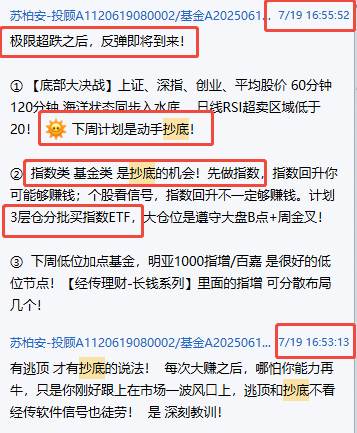 苏柏安-投顾A1120619080002/基金A2025061... 7/19 16:55:52
极限超跌之后，反弹即将到来！
① 【底部大决战】上证、深指、创业、平均股价 60分钟
120分钟 海洋状态同步入水底， 日线RSI超卖区域低于
20！ 下周计划是动手抄底！
② 指数类 基金类 是抄底的机会！先做指数，指数回升你
可能够赚钱；个股看信号，指数回升不一定够赚钱。计划
3层仓分批买指数ETF，大仓位是遵守大盘B点+周金叉！
③ 下周低位加点基金，明亚1000指增/百嘉 是很好的低
位节点！【经传理财-长钱系列】里面的指增 可分散布局
几个！
苏柏安-投顾A1120619080002/基金A2025061... 7/19 16:53:13
有逃顶 才有抄底的说法！ 每次大赚之后，哪怕你能力再
牛，只是你刚好跟上在市场一波风口上，逃顶和抄底不看
经传软件信号也徒劳！ 是 深刻教训！